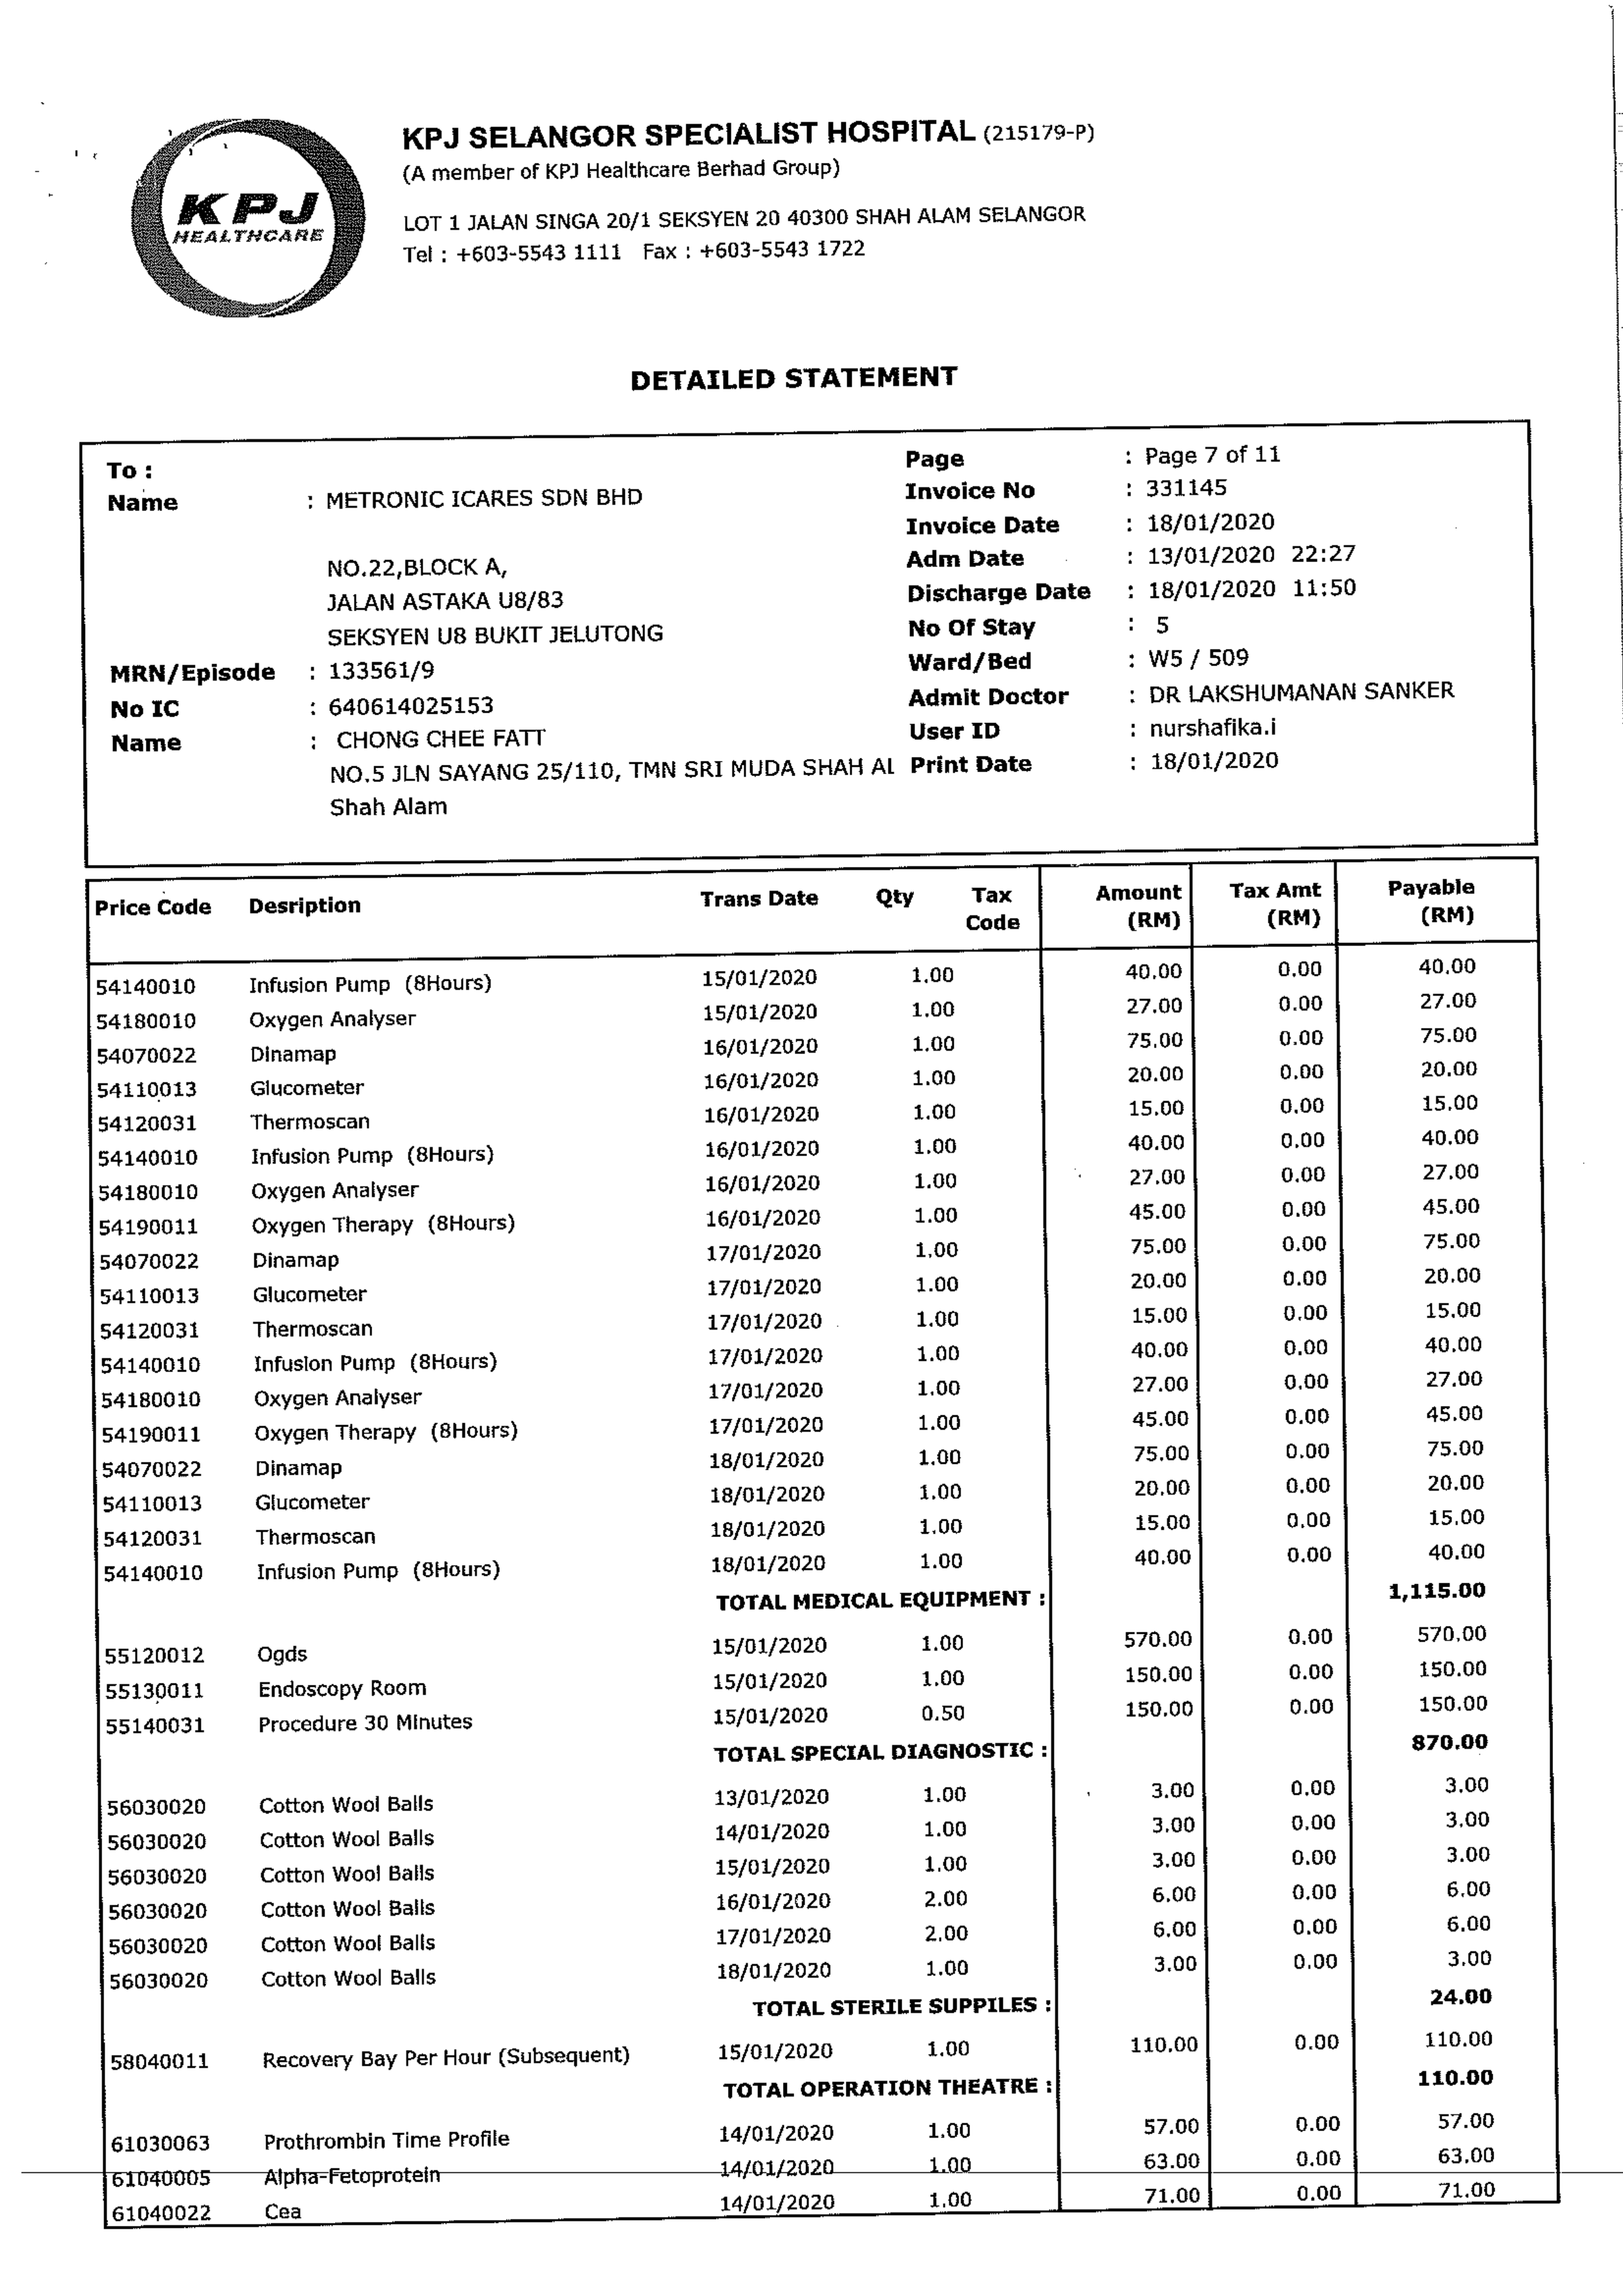 KPJ
HEALTHCARE
KPJ SELANGOR SPECIALIST HOSPITAL (215179-P)
(A member of KPJ Healthcare Berhad Group)
LOT 1 JALAN SINGA 20/1 SEKSYEN 20 40300 SHAH ALAM SELANGOR
Tel : +603-5543 1111 Fax : +603-5543 1722
DETAILED STATEMENT
To :
Name : METRONIC ICARES SDN BHD
NO.22,BLOCK A,
JALAN ASTAKA U8/83
SEKSYEN U8 BUKIT JELUTONG
MRN/Episode : 133561/9
No IC : 640614025153
Name : CHONG CHEE FATT
NO.5 JLN SAYANG 25/110, TMN SRI MUDA SHAH AL
Shah Alam
Page : Page 7 of 11
Invoice No : 331145
Invoice Date : 18/01/2020
Adm Date : 13/01/2020 22:27
Discharge Date : 18/01/2020 11:50
No Of Stay : 5
Ward/Bed : W5 / 509
Admit Doctor : DR LAKSHUMANAN SANKER
User ID : nurshafika.i
Print Date : 18/01/2020
Price Code Desription Trans Date Qty Tax Code Amount (RM) Tax Amt (RM) Payable (RM)
54140010 Infusion Pump (8Hours) 15/01/2020 1.00 40.00 0.00 40.00
54180010 Oxygen Analyser 15/01/2020 1.00 27.00 0.00 27.00
54070022 Dinamap 16/01/2020 1.00 75.00 0.00 75.00
54110013 Glucometer 16/01/2020 1.00 20.00 0.00 20.00
54120031 Thermoscan 16/01/2020 1.00 15.00 0.00 15.00
54140010 Infusion Pump (8Hours) 16/01/2020 1.00 40.00 0.00 40.00
54180010 Oxygen Analyser 16/01/2020 1.00 27.00 0.00 27.00
54190011 Oxygen Therapy (8Hours) 16/01/2020 1.00 45.00 0.00 45.00
54070022 Dinamap 17/01/2020 1.00 75.00 0.00 75.00
54110013 Glucometer 17/01/2020 1.00 20.00 0.00 20.00
54120031 Thermoscan 17/01/2020 1.00 15.00 0.00 15.00
54140010 Infusion Pump (8Hours) 17/01/2020 1.00 40.00 0.00 40.00
54180010 Oxygen Analyser 17/01/2020 1.00 27.00 0.00 27.00
54190011 Oxygen Therapy (8Hours) 17/01/2020 1.00 45.00 0.00 45.00
54070022 Dinamap 18/01/2020 1.00 75.00 0.00 75.00
54110013 Glucometer 18/01/2020 1.00 20.00 0.00 20.00
54120031 Thermoscan 18/01/2020 1.00 15.00 0.00 15.00
54140010 Infusion Pump (8Hours) 18/01/2020 1.00 40.00 0.00 40.00
TOTAL MEDICAL EQUIPMENT : 1,115.00
55120012 Ogds 15/01/2020 1.00 570.00 0.00 570.00
55130011 Endoscopy Room 15/01/2020 1.00 150.00 0.00 150.00
55140031 Procedure 30 Minutes 15/01/2020 0.50 150.00 0.00 150.00
TOTAL SPECIAL DIAGNOSTIC : 870.00
56030020 Cotton Wool Balls 13/01/2020 1.00 3.00 0.00 3.00
56030020 Cotton Wool Balls 14/01/2020 1.00 3.00 0.00 3.00
56030020 Cotton Wool Balls 15/01/2020 1.00 3.00 0.00 3.00
56030020 Cotton Wool Balls 16/01/2020 2.00 6.00 0.00 6.00
56030020 Cotton Wool Balls 17/01/2020 2.00 6.00 0.00 6.00
56030020 Cotton Wool Balls 18/01/2020 1.00 3.00 0.00 3.00
TOTAL STERILE SUPPILES : 24.00
58040011 Recovery Bay Per Hour (Subsequent) 15/01/2020 1.00 110.00 0.00 110.00
TOTAL OPERATION THEATRE : 110.00
61030063 Prothrombin Time Profile 14/01/2020 1.00 57.00 0.00 57.00
61040005 Alpha-Fetoprotein 14/01/2020 1.00 63.00 0.00 63.00
61040022 Cea 14/01/2020 1.00 71.00 0.00 71.00